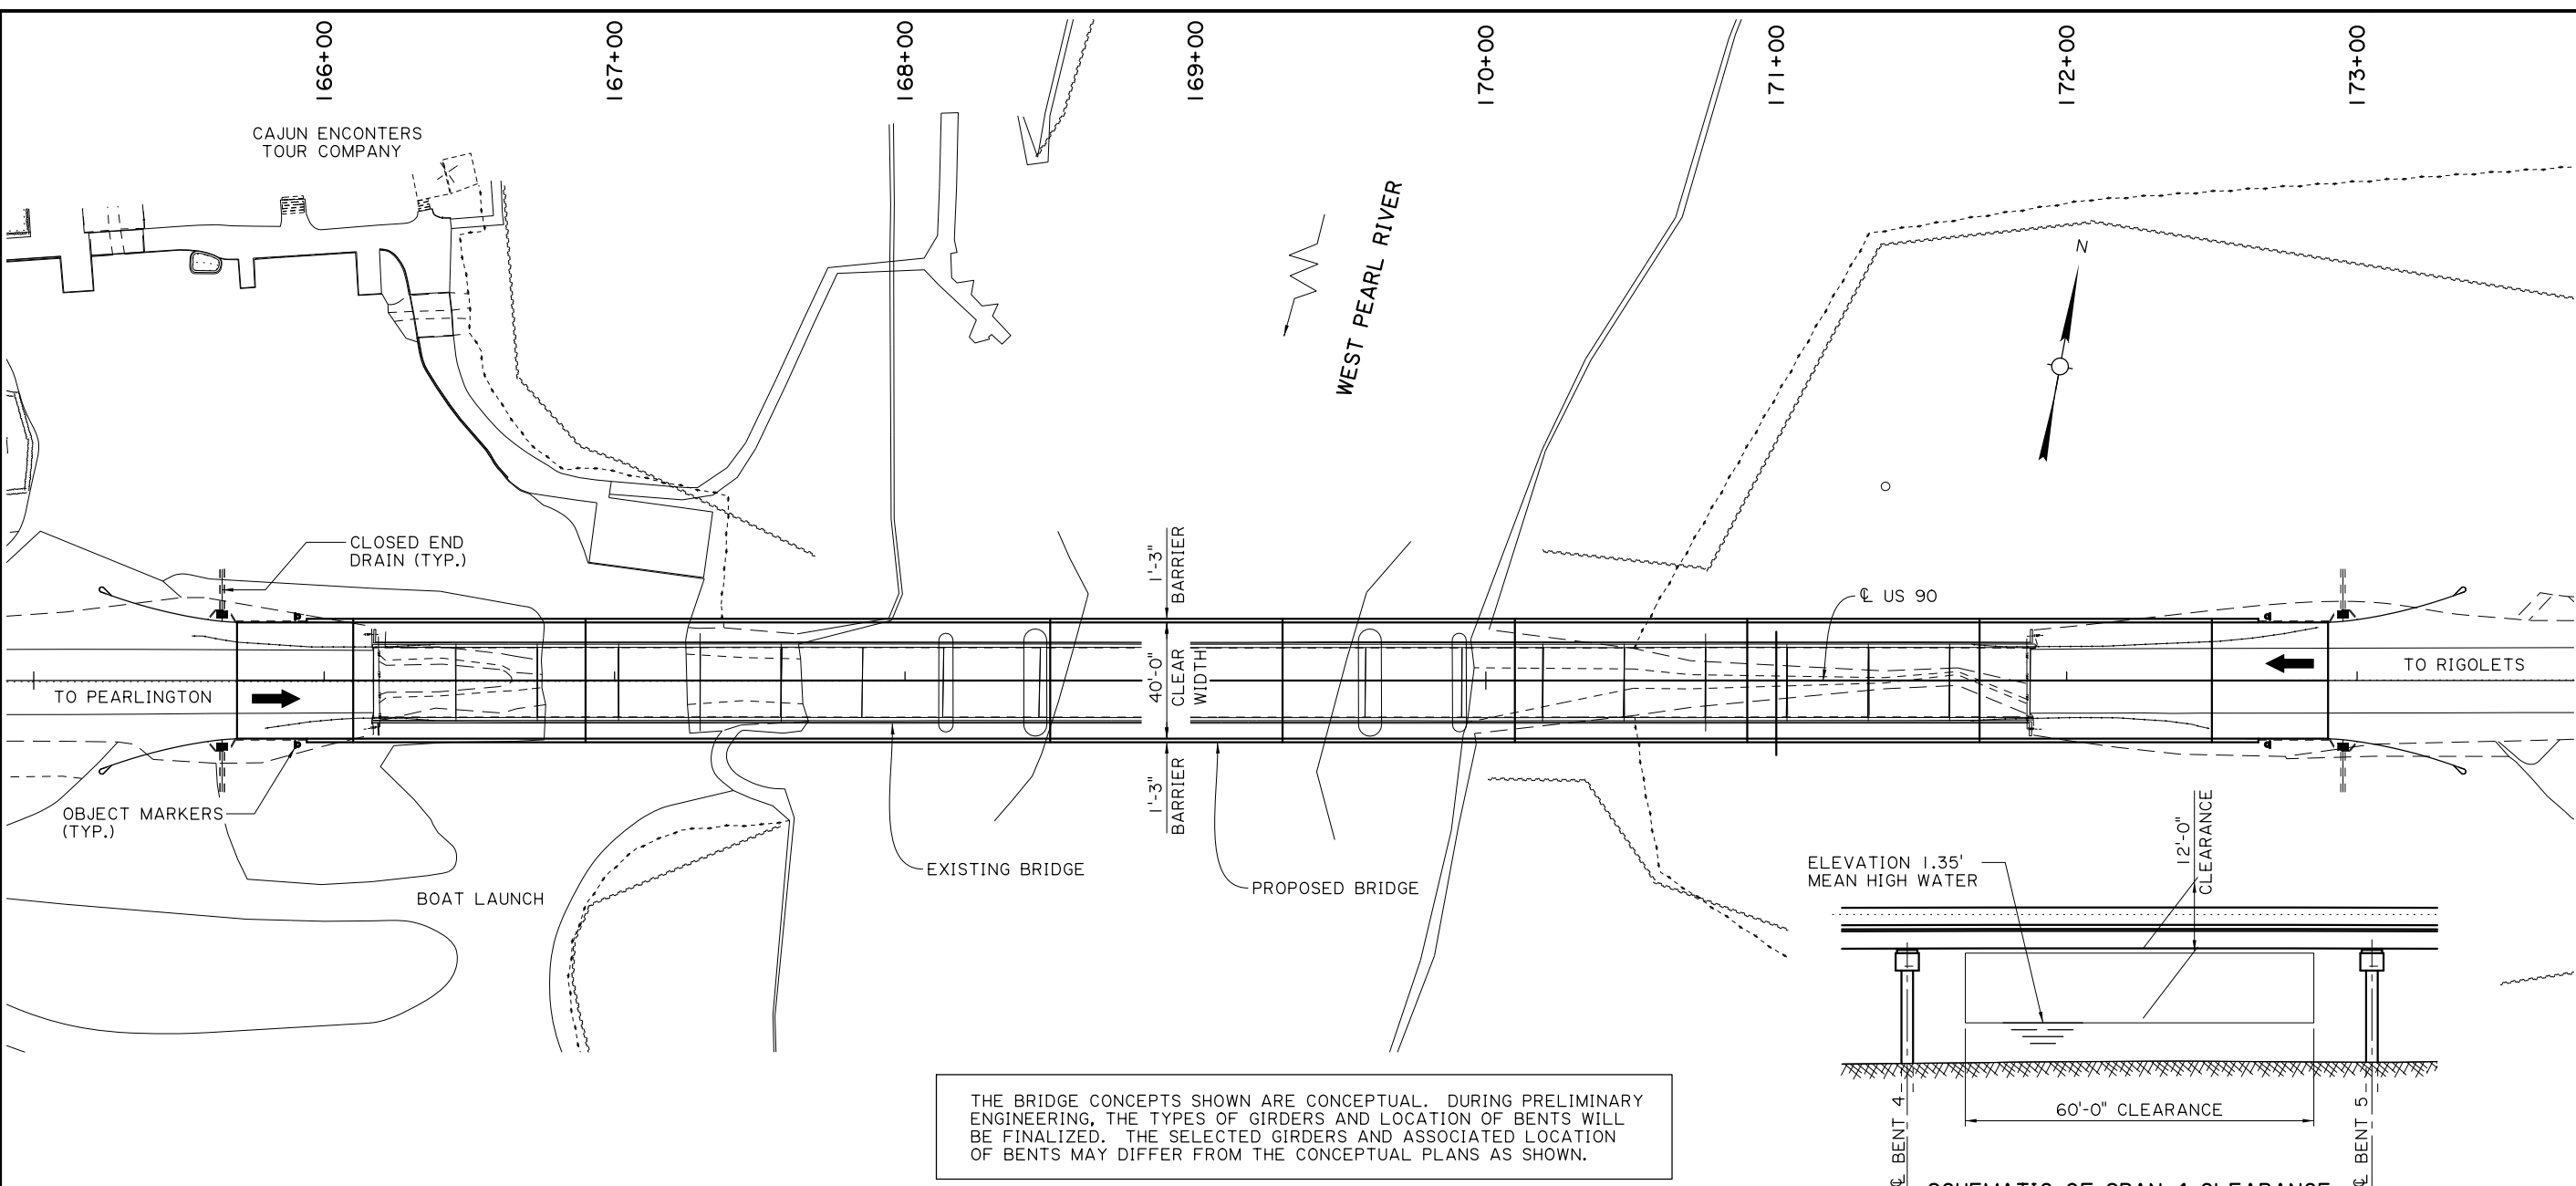 166+00
167+00
168+00
169+00
170+00
171+00
172+00
173+00
CAJUN ENCONTERS
TOUR COMPANY
WEST PEARL RIVER
N
CLOSED END
DRAIN (TYP.)
1'-3"
BARRIER
℄ US 90
TO PEARLINGTON
40'-0"
CLEAR
WIDTH
TO RIGOLETS
OBJECT MARKERS
(TYP.)
1'-3"
BARRIER
BOAT LAUNCH
EXISTING BRIDGE
PROPOSED BRIDGE
ELEVATION 1.35'
MEAN HIGH WATER
12'-0"
CLEARANCE
60'-0" CLEARANCE
℄ BENT 4
℄ BENT 5
THE BRIDGE CONCEPTS SHOWN ARE CONCEPTUAL. DURING PRELIMINARY
ENGINEERING, THE TYPES OF GIRDERS AND LOCATION OF BENTS WILL
BE FINALIZED. THE SELECTED GIRDERS AND ASSOCIATED LOCATION
OF BENTS MAY DIFFER FROM THE CONCEPTUAL PLANS AS SHOWN.
SCHEMATIC OF SPAN 4 CLEARANCE